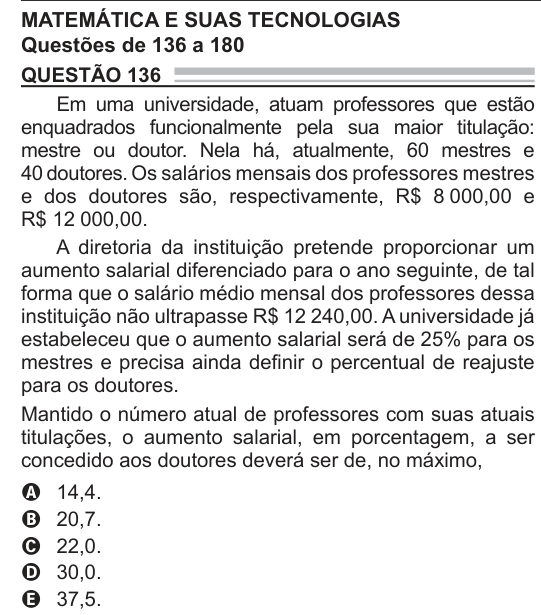 MATEMÁTICA E SUAS TECNOLOGIAS
Questões de 136 a 180
QUESTÃO 136
Em uma universidade, atuam professores que estão
enquadrados funcionalmente pela sua maior titulação:
mestre ou doutor. Nela há, atualmente, 60 mestres e
40 doutores. Os salários mensais dos professores mestres
e dos doutores são, respectivamente, R$ 8 000,00 e
R$ 12 000,00.
A diretoria da instituição pretende proporcionar um
aumento salarial diferenciado para o ano seguinte, de tal
forma que o salário médio mensal dos professores dessa
instituição não ultrapasse R$ 12 240,00. A universidade já
estabeleceu que o aumento salarial será de 25% para os
mestres e precisa ainda definir o percentual de reajuste
para os doutores.
Mantido o número atual de professores com suas atuais
titulações, o aumento salarial, em porcentagem, a ser
concedido aos doutores deverá ser de, no máximo,
A 14,4.
B 20,7.
C 22,0.
D 30,0.
E 37,5.